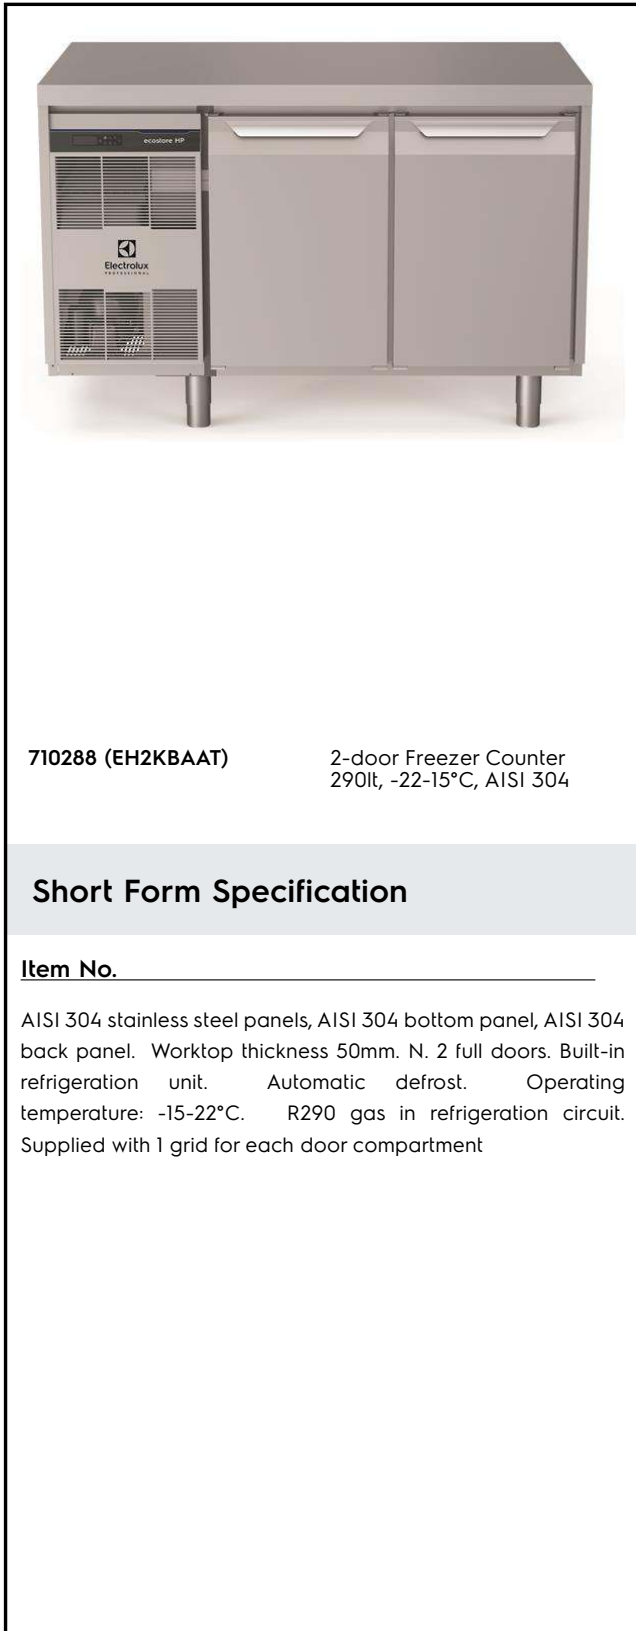 ecostore HP
Electrolux
PROFESSIONAL
710288 (EH2KBAAT)
2-door Freezer Counter
290lt, -22-15°C, AISI 304
Short Form Specification
Item No.
AISI 304 stainless steel panels, AISI 304 bottom panel, AISI 304
back panel. Worktop thickness 50mm. N. 2 full doors. Built-in
refrigeration unit. Automatic defrost. Operating
temperature: -15-22°C. R290 gas in refrigeration circuit.
Supplied with 1 grid for each door compartment